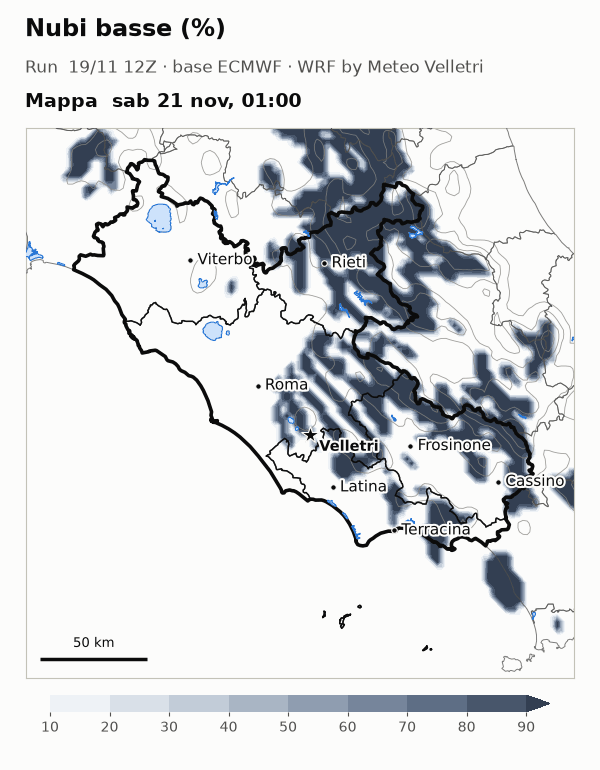 Nubi basse (%)
Run 19/11 12Z · base ECMWF · WRF by Meteo Velletri
Mappa sab 21 nov, 01:00
Viterbo
Rieti
Roma
Velletri
Frosinone
Cassino
Latina
Terracina
50 km
10 20 30 40 50 60 70 80 90